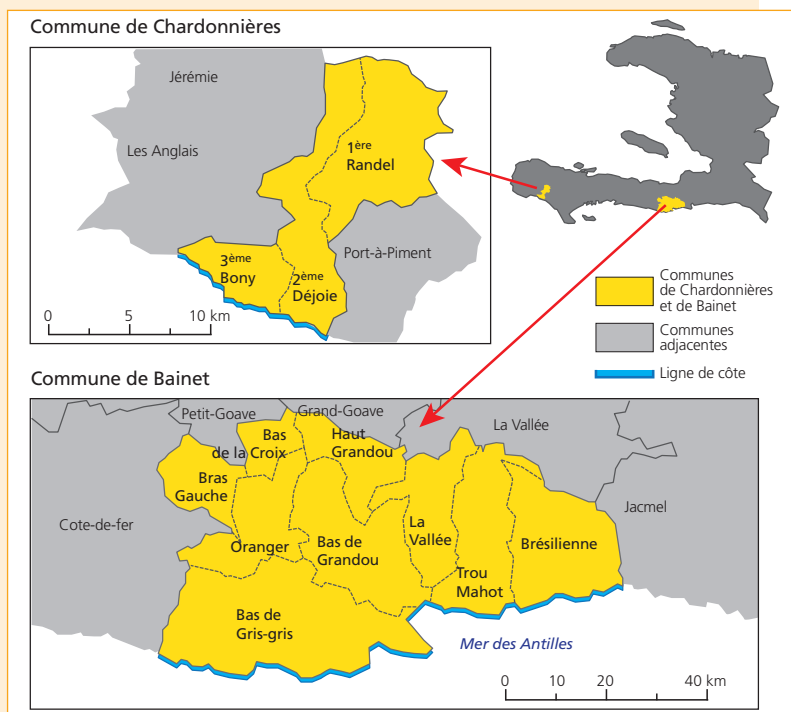 Commune de Chardonnières
Jérémie
Les Anglais
1ère
Randel
3ème
Bony
2ème
Déjoie
Port-à-Piment
0 5 10 km
Communes
de Chardonnières
et de Bainet
Communes
adjacentes
Ligne de côte
Commune de Bainet
Petit-Goave
Grand-Goave
La Vallée
Bas
de la Croix
Haut
Grandou
Bras
Gauche
Cote-de-fer
Oranger
Bas de
Grandou
La
Vallée
Trou
Mahot
Brésilienne
Jacmel
Bas de
Gris-gris
Mer des Antilles
0 10 20 40 km